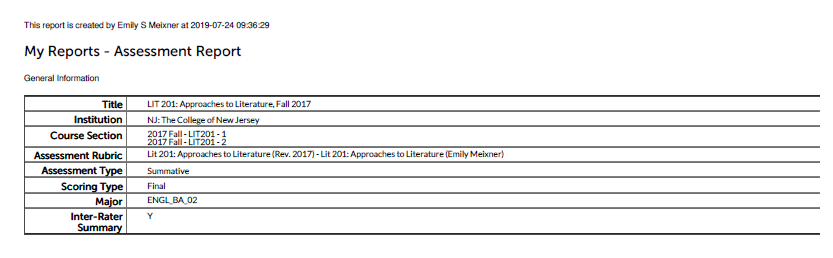 This report is created by Emily S Meixner at 2019-07-24 09:36:29
My Reports - Assessment Report
General Information
Title LIT 201: Approaches to Literature, Fall 2017
Institution NJ: The College of New Jersey
Course Section 2017 Fall - LIT201 - 1
2017 Fall - LIT201 - 2
Assessment Rubric Lit 201: Approaches to Literature (Rev. 2017) - Lit 201: Approaches to Literature (Emily Meixner)
Assessment Type Summative
Scoring Type Final
Major ENGL_BA_02
Inter-Rater Y
Summary